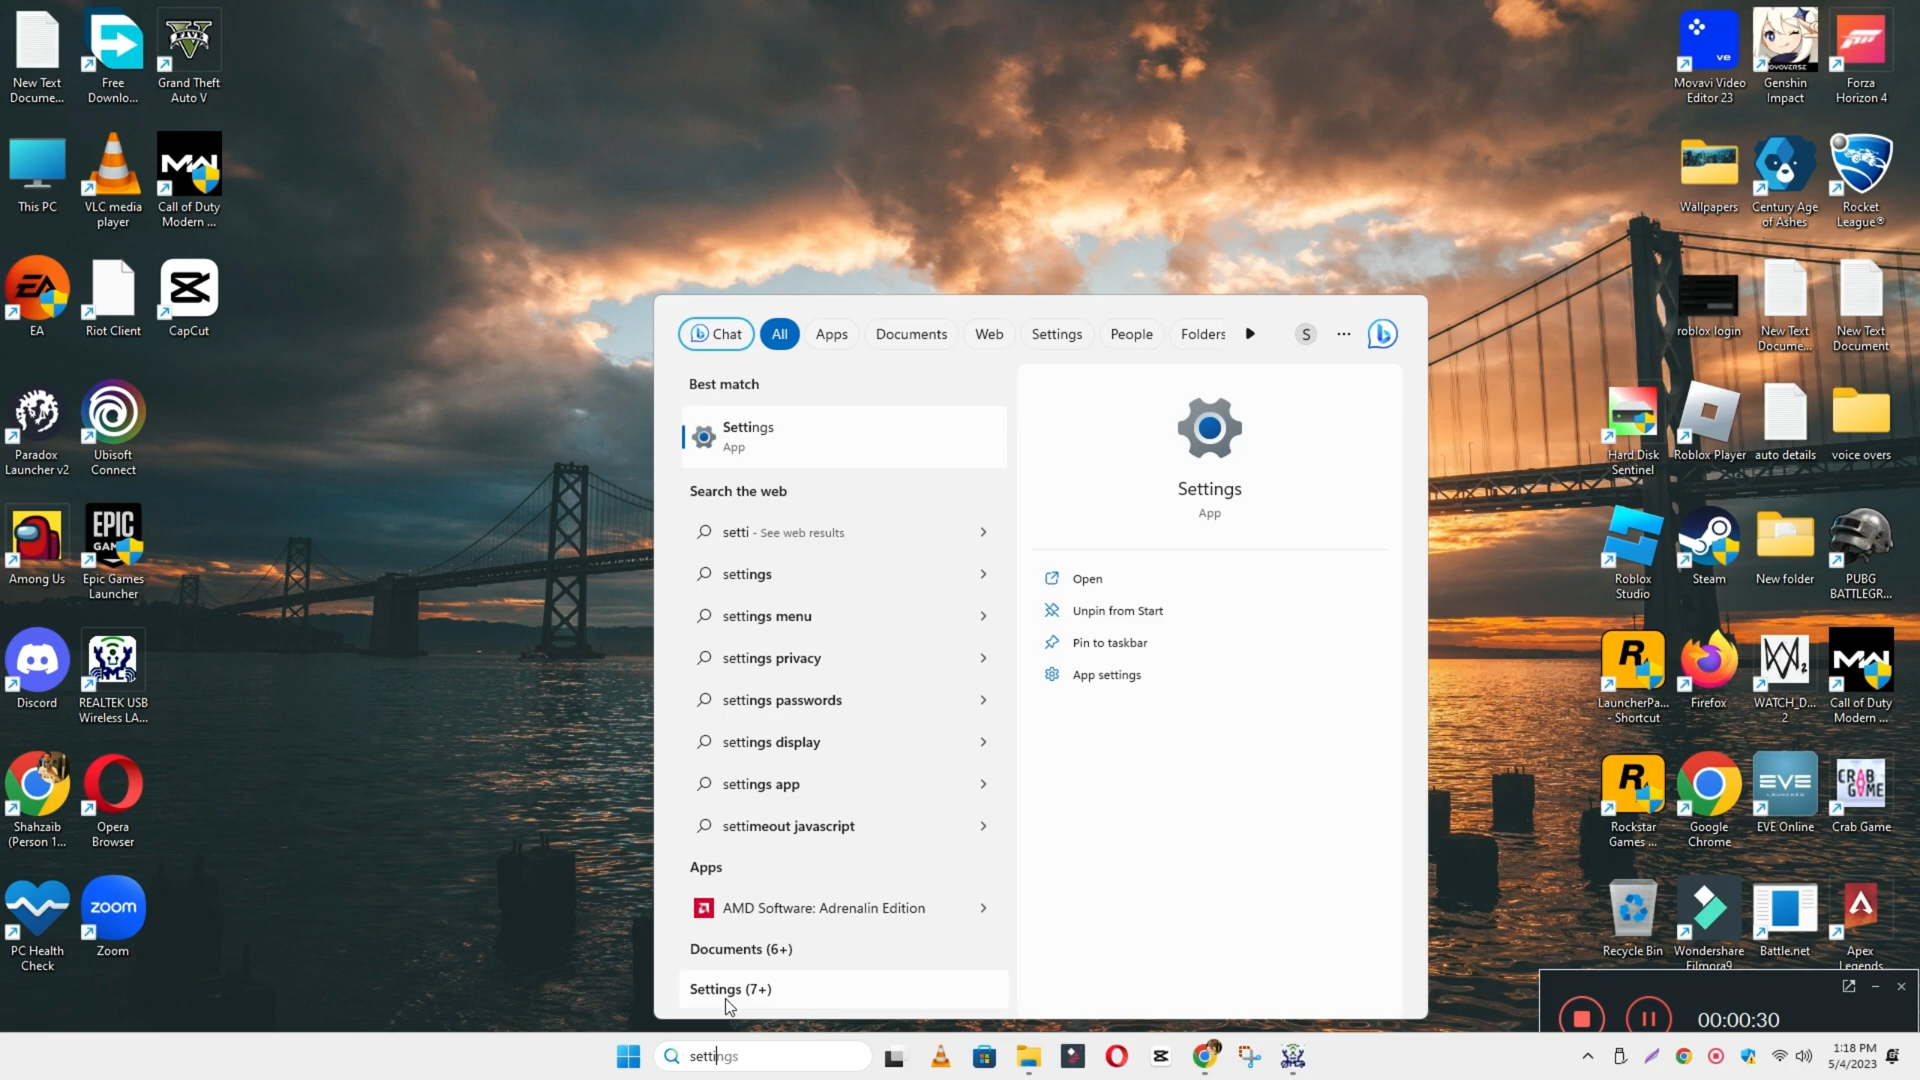 New Text
Docume...
Free
Downlo...
Grand Theft
Auto V
This PC
VLC media
player
Call of Duty
Modern ...
EA
Riot Client
CapCut
Paradox
Launcher v2
Ubisoft
Connect
Among Us
EPIC
Epic Games
Launcher
Discord
REALTEK USB
Wireless LA...
Shahzaib
(Person 1...
Opera
Browser
PC Health
Check
zoom
Zoom
Chat
All
Apps
Documents
Web
Settings
People
Folders
S
Best match
Settings
App
Search the web
setti - See web results
settings
settings menu
settings privacy
settings passwords
settings display
settings app
settimeout javascript
Apps
AMD Software: Adrenalin Edition
Documents (6+)
Settings (7+)
Settings
App
Open
Unpin from Start
Pin to taskbar
App settings
ve
Movavi Video
Editor 23
Genshin
Impact
Forza
Horizon 4
Wallpapers
Century Age
of Ashes
Rocket
League®
roblox login
New Text
Docume...
New Text
Document
Hard Disk
Sentinel
Roblox Player
auto details
voice overs
Roblox
Studio
Steam
New folder
PUBG
BATTLEGR...
LauncherPa...
- Shortcut
Firefox
WATCH_D...
2
Call of Duty
Modern ...
Rockstar
Games ...
Google
Chrome
EVE
EVE Online
CRAB
GAME
Crab Game
Recycle Bin
Wondershare
Filmora9
Battle.net
Apex
Legends
00:00:30
settings
1:18 PM
5/4/2023